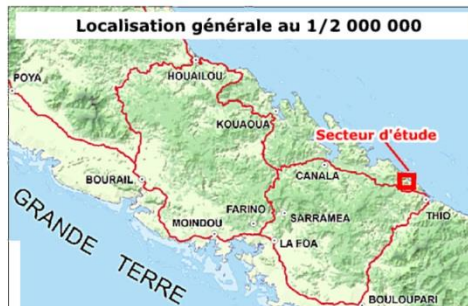 Localisation générale au 1/2 000 000
POYA
HOUAILOU
KOUAOUA
Secteur d'étude
CANALA
BOURAIL
FARINO
SARRAMEA
THIO
MOINDOU
LA FOA
GRANDE TERRE
BOULOUPARI